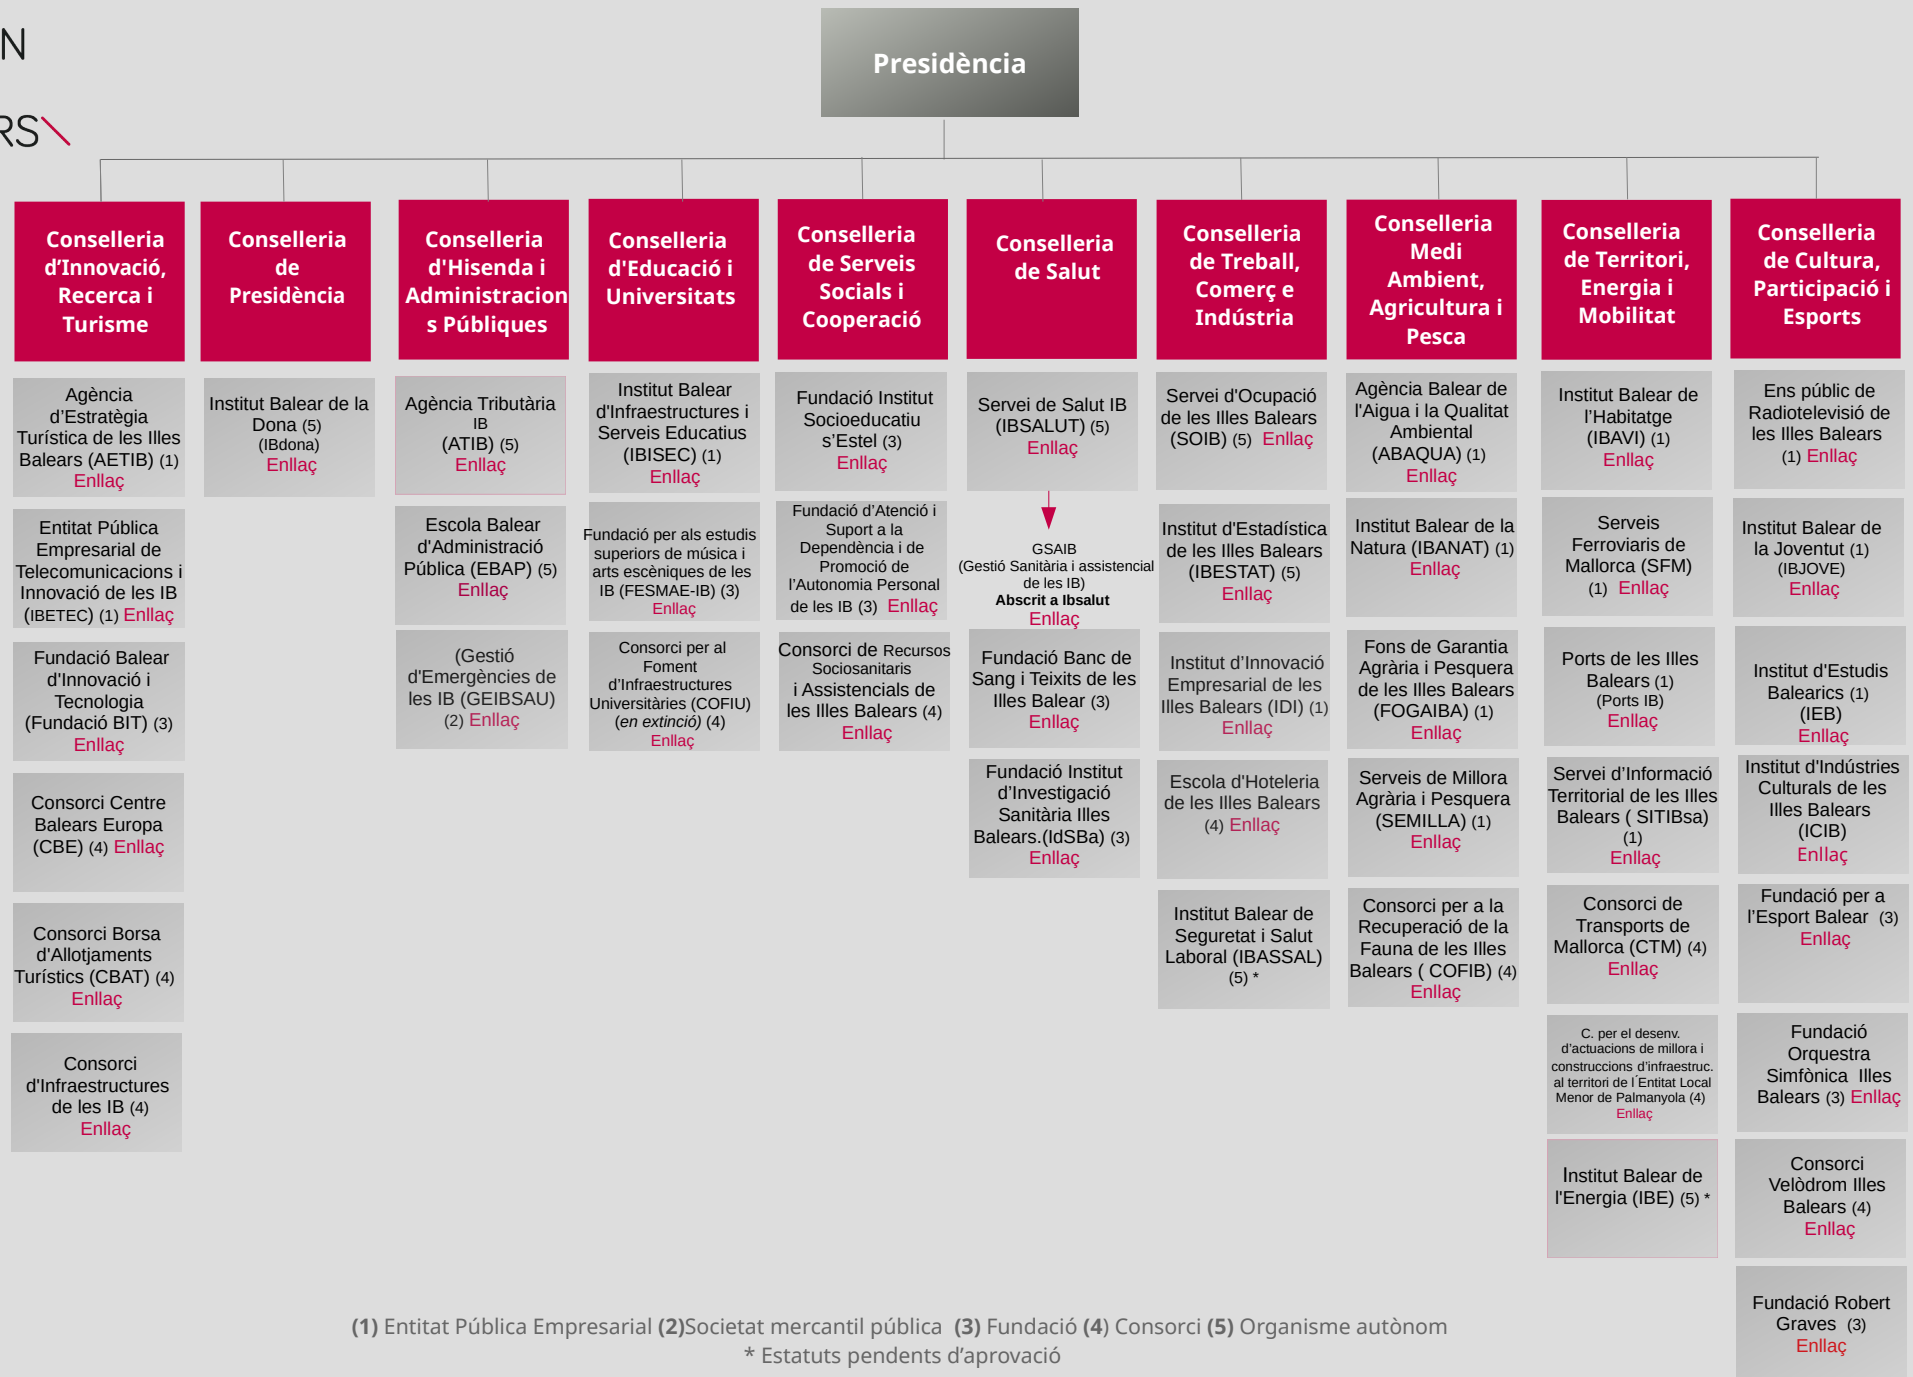 N
RS
Presidència
Conselleria
d’Innovació,
Recerca i
Turisme
Agència
d’Estratègia
Turística de les Illes
Balears (AETIB) (1)
Enllaç
Entitat Pública
Empresarial de
Telecomunicacions i
Innovació de les IB
(IBETEC) (1) Enllaç
Fundació Balear
d'Innovació i
Tecnologia
(Fundació BIT) (3)
Enllaç
Consorci Centre
Balears Europa
(CBE) (4) Enllaç
Consorci Borsa
d'Allotjaments
Turístics (CBAT) (4)
Enllaç
Consorci
d'Infraestructures
de les IB (4)
Enllaç
Conselleria
de
Presidència
Institut Balear de la
Dona (5)
(IBdona)
Enllaç
Conselleria
d'Hisenda i
Administracion
s Públiques
Agència Tributària
IB
(ATIB) (5)
Enllaç
Escola Balear
d'Administració
Pública (EBAP) (5)
Enllaç
(Gestió
d'Emergències de
les IB (GEIBSAU)
(2) Enllaç
Conselleria
d'Educació i
Universitats
Institut Balear
d'Infraestructures i
Serveis Educatius
(IBISEC) (1)
Enllaç
Fundació per als estudis
superiors de música i
arts escèniques de les
IB (FESMAE-IB) (3)
Enllaç
Consorci per al
Foment
d’Infraestructures
Universitàries (COFIU)
(en extinció) (4)
Enllaç
Conselleria
de Serveis
Socials i
Cooperació
Fundació Institut
Socioeducatiu
s’Estel (3)
Enllaç
Fundació d’Atenció i
Suport a la
Dependència i de
Promoció de
l’Autonomia Personal
de les IB (3) Enllaç
Consorci de Recursos
Sociosanitaris
i Assistencials de
les Illes Balears (4)
Enllaç
Conselleria
de Salut
Servei de Salut IB
(IBSALUT) (5)
Enllaç
GSAIB
(Gestió Sanitària i assistencial
de les IB)
Abscrit a Ibsalut
Enllaç
Fundació Banc de
Sang i Teixits de les
Illes Balear (3)
Enllaç
Fundació Institut
d’Investigació
Sanitària Illes
Balears.(IdSBa) (3)
Enllaç
Conselleria
de Treball,
Comerç e
Indústria
Servei d'Ocupació
de les Illes Balears
(SOIB) (5) Enllaç
Institut d'Estadística
de les Illes Balears
(IBESTAT) (5)
Enllaç
Institut d’Innovació
Empresarial de les
Illes Balears (IDI) (1)
Enllaç
Escola d'Hoteleria
de les Illes Balears
(4) Enllaç
Institut Balear de
Seguretat i Salut
Laboral (IBASSAL)
(5) *
Conselleria
Medi
Ambient,
Agricultura i
Pesca
Agència Balear de
l'Aigua i la Qualitat
Ambiental
(ABAQUA) (1)
Enllaç
Institut Balear de la
Natura (IBANAT) (1)
Enllaç
Fons de Garantia
Agrària i Pesquera
de les Illes Balears
(FOGAIBA) (1)
Enllaç
Serveis de Millora
Agrària i Pesquera
(SEMILLA) (1)
Enllaç
Consorci per a la
Recuperació de la
Fauna de les Illes
Balears ( COFIB) (4)
Enllaç
Conselleria
de Territori,
Energia i
Mobilitat
Institut Balear de
l’Habitatge
(IBAVI) (1)
Enllaç
Serveis
Ferroviaris de
Mallorca (SFM)
(1) Enllaç
Ports de les Illes
Balears (1)
(Ports IB)
Enllaç
Servei d’Informació
Territorial de les Illes
Balears ( SITIBsa)
(1)
Enllaç
Consorci de
Transports de
Mallorca (CTM) (4)
Enllaç
C. per el desenv.
d’actuacions de millora i
construccions d’infraestruc.
al territori de l´Entitat Local
Menor de Palmanyola (4)
Enllaç
Institut Balear de
l'Energia (IBE) (5) *
Conselleria
de Cultura,
Participació i
Esports
Ens públic de
Radiotelevisió de
les Illes Balears
(1) Enllaç
Institut Balear de
la Joventut (1)
(IBJOVE)
Enllaç
Institut d'Estudis
Balearics (1)
(IEB)
Enllaç
Institut d'Indústries
Culturals de les
Illes Balears
(ICIB)
Enllaç
Fundació per a
l’Esport Balear (3)
Enllaç
Fundació
Orquestra
Simfònica Illes
Balears (3) Enllaç
Consorci
Velòdrom Illes
Balears (4)
Enllaç
Fundació Robert
Graves (3)
Enllaç
(1) Entitat Pública Empresarial (2)Societat mercantil pública (3) Fundació (4) Consorci (5) Organisme autònom
* Estatuts pendents d’aprovació